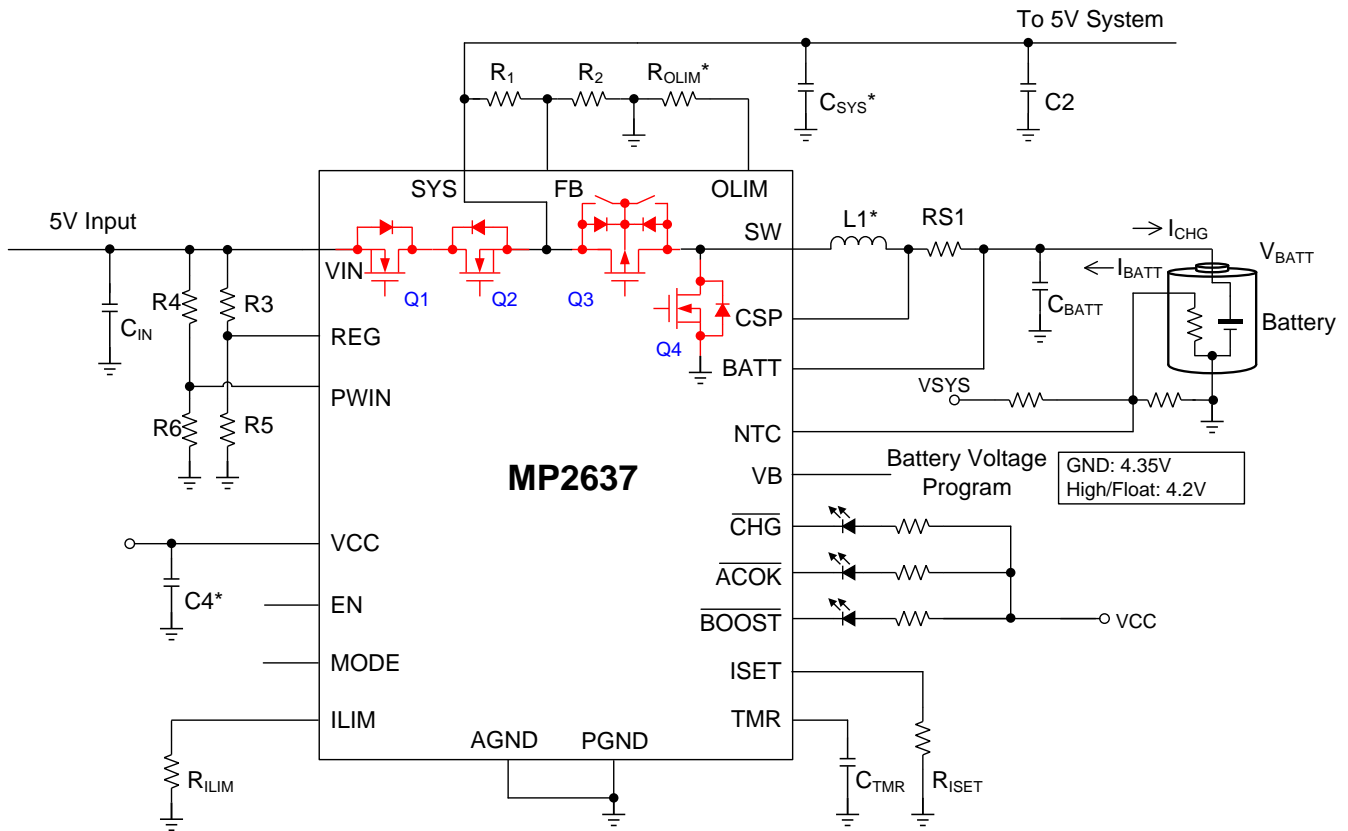 To 5V System
R1
R2
ROLIM*
CSYS*
C2
SYS
FB
OLIM
5V Input
SW
L1*
RS1
ICHG
VBATT
IBATT
VIN
Q1
Q2
Q3
R4
R3
CIN
CSP
CBATT
Battery
Q4
REG
BATT
VSYS
PWIN
R6
R5
NTC
MP2637
VB
Battery Voltage
Program
GND: 4.35V
High/Float: 4.2V
CHG
VCC
ACOK
C4*
EN
BOOST
VCC
MODE
ISET
ILIM
TMR
AGND
PGND
RILIM
CTMR
RISET